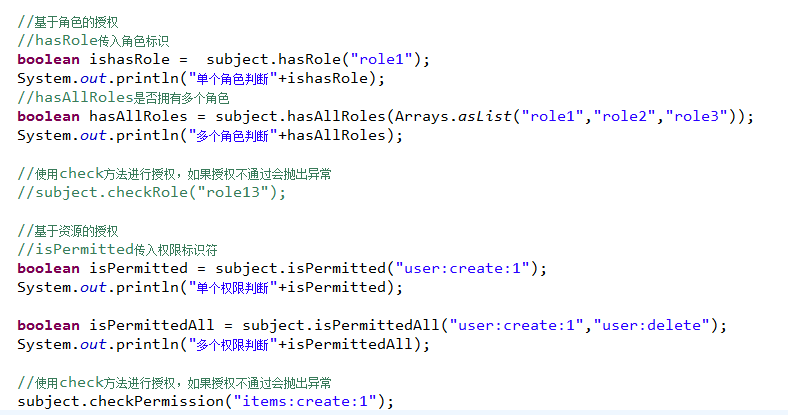 //基于角色的授权
//hasRole传入角色标识
boolean ishasRole =  subject.hasRole("role1");
System.out.println("单个角色判断"+ishasRole);
//hasAllRoles是否拥有多个角色
boolean hasAllRoles = subject.hasAllRoles(Arrays.asList("role1","role2","role3"));
System.out.println("多个角色判断"+hasAllRoles);
//使用check方法进行授权，如果授权不通过会抛出异常
//subject.checkRole("role13");
//基于资源的授权
//isPermitted传入权限标识符
boolean isPermitted = subject.isPermitted("user:create:1");
System.out.println("单个权限判断"+isPermitted);
boolean isPermittedAll = subject.isPermittedAll("user:create:1","user:delete");
System.out.println("多个权限判断"+isPermittedAll);
//使用check方法进行授权，如果授权不通过会抛出异常
subject.checkPermission("items:create:1");